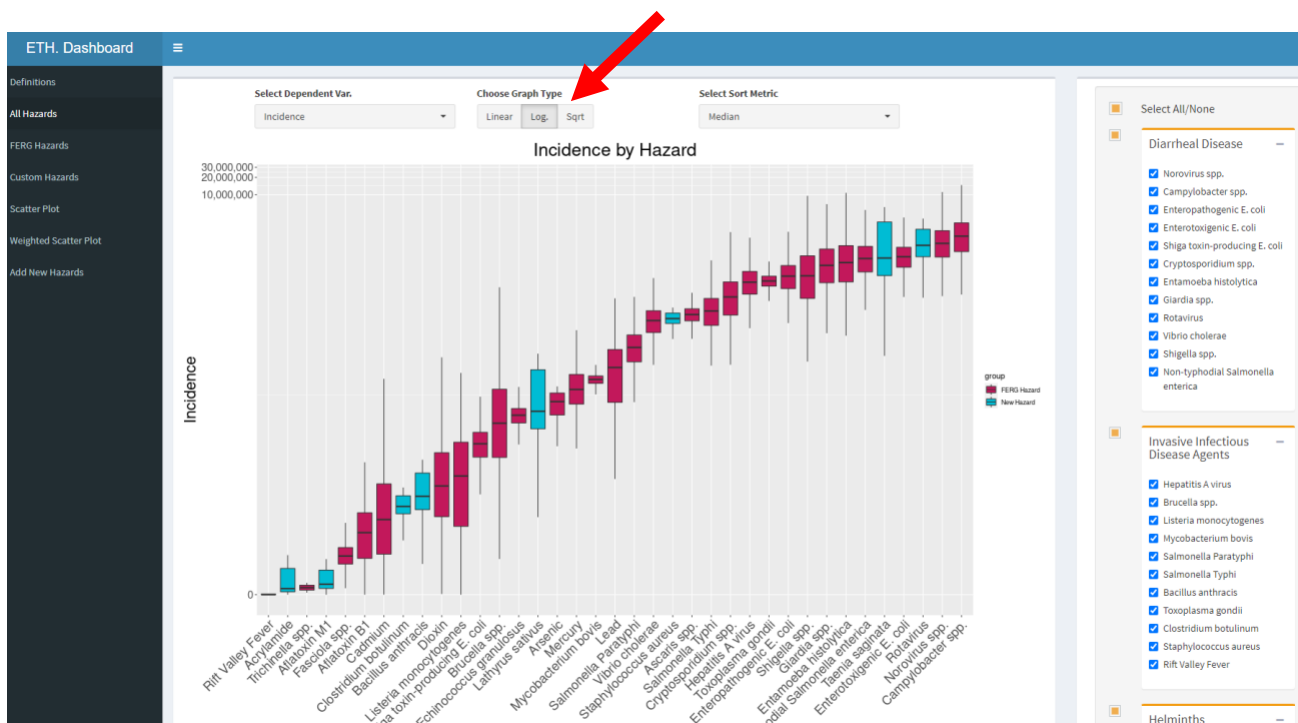 ETH. Dashboard
Definitions
All Hazards
FERG Hazards
Custom Hazards
Scatter Plot
Weighted Scatter Plot
Add New Hazards
Select Dependent Var.
Incidence
Choose Graph Type
Linear Log. Sqrt
Select Sort Metric
Median
Incidence by Hazard
30,000,000
20,000,000
10,000,000
0
Incidence
group
FERG Hazard
New Hazard
Rift Valley Fever
Acrylamide
Trichinella spp.
Aflatoxin M1
Fasciola spp.
Aflatoxin B1
Cadmium
Clostridium botulinum
Bacillus anthracis
Dioxin
Listeria monocytogenes
a toxin-producing E. coli
Brucella spp.
Echinococcus granulosus
Lathyrus sativus
Arsenic
Mercury
Mycobacterium bovis
Lead
Salmonella Paratyphi
Vibrio cholerae
Staphylococcus aureus
Ascaris spp.
Salmonella Typhi
Cryptosporidium spp.
Hepatitis A virus
Toxoplasma gondii
Enteropathogenic E. coli
Shigella spp.
Giardia spp.
Entamoeba histolytica
odial Salmonella enterica
Taenia saginata
Enterotoxigenic E. coli
Rotavirus
Norovirus spp.
Campylobacter spp.
Select All/None
Diarrheal Disease
Norovirus spp.
Campylobacter spp.
Enteropathogenic E. coli
Enterotoxigenic E. coli
Shiga toxin-producing E. coli
Cryptosporidium spp.
Entamoeba histolytica
Giardia spp.
Rotavirus
Vibrio cholerae
Shigella spp.
Non-typhodial Salmonella
enterica
Invasive Infectious
Disease Agents
Hepatitis A virus
Brucella spp.
Listeria monocytogenes
Mycobacterium bovis
Salmonella Paratyphi
Salmonella Typhi
Bacillus anthracis
Toxoplasma gondii
Clostridium botulinum
Staphylococcus aureus
Rift Valley Fever
Helminths